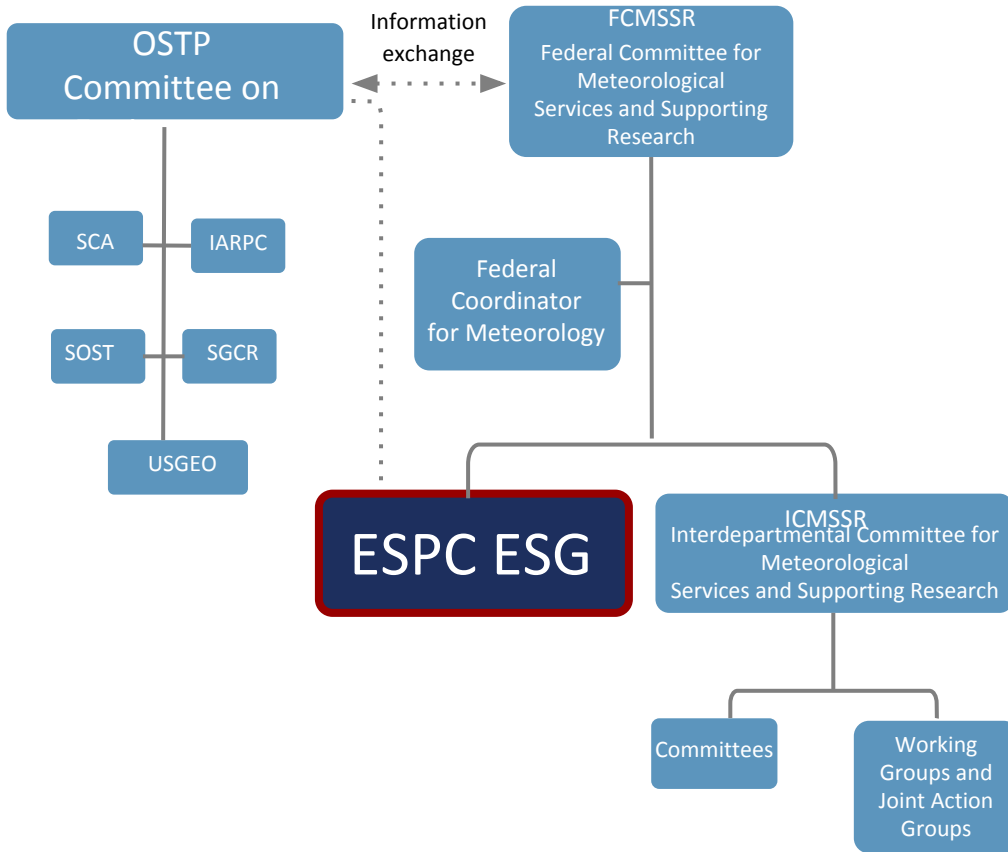 OSTP
Committee on
Information
exchange
FCMSSR
Federal Committee for
Meteorological
Services and Supporting
Research
SCA
IARPC
SOST
SGCR
USGEO
Federal
Coordinator
for Meteorology
ESPC ESG
ICMSSR
Interdepartmental Committee for
Meteorological
Services and Supporting Research
Committees
Working
Groups and
Joint Action
Groups